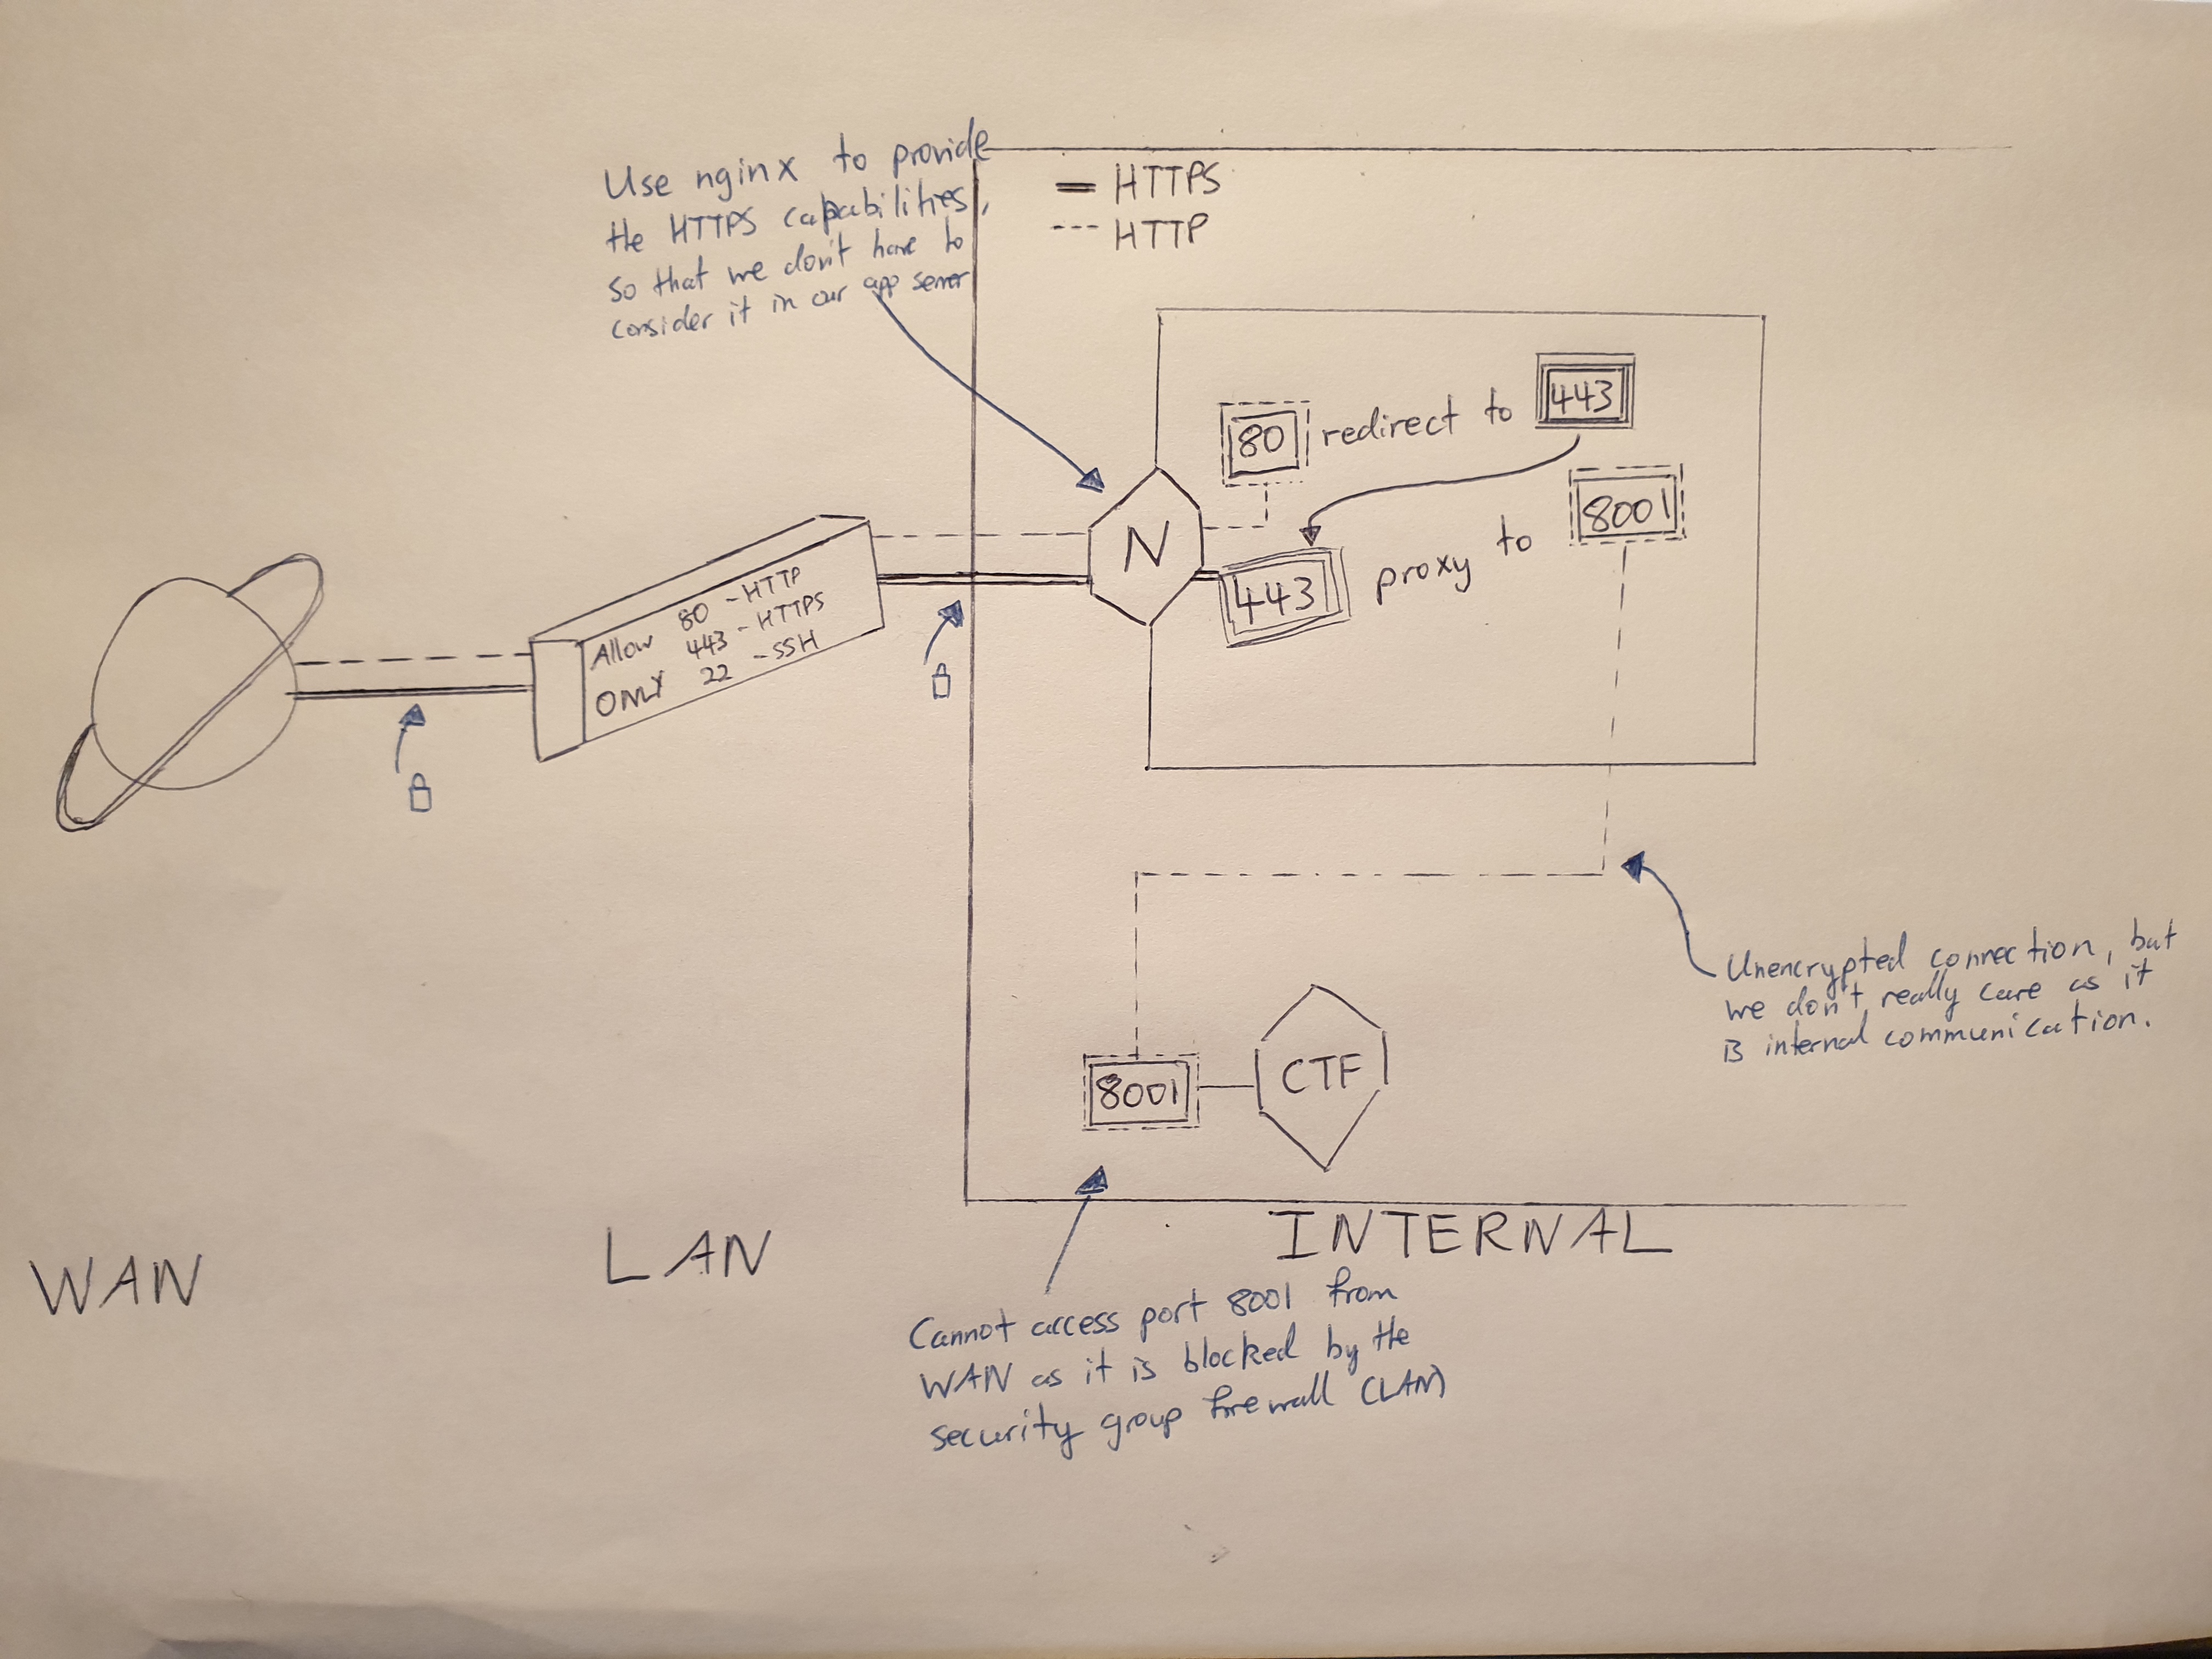 Use nginx to provide
the HTTPS capabilities,
so that we don't have to
consider it in our app server
HTTPS
HTTP
443
80 redirect to
8001
N
443 proxy to
Allow 80 - HTTP
443 - HTTPS
ONLY 22 - SSH
Unencrypted connection, but
we don't really care as it
is internal communication.
8001
CTF
INTERNAL
LAN
WAN
Cannot access port 8001 from
WAN as it is blocked by the
security group firewall (LAN)